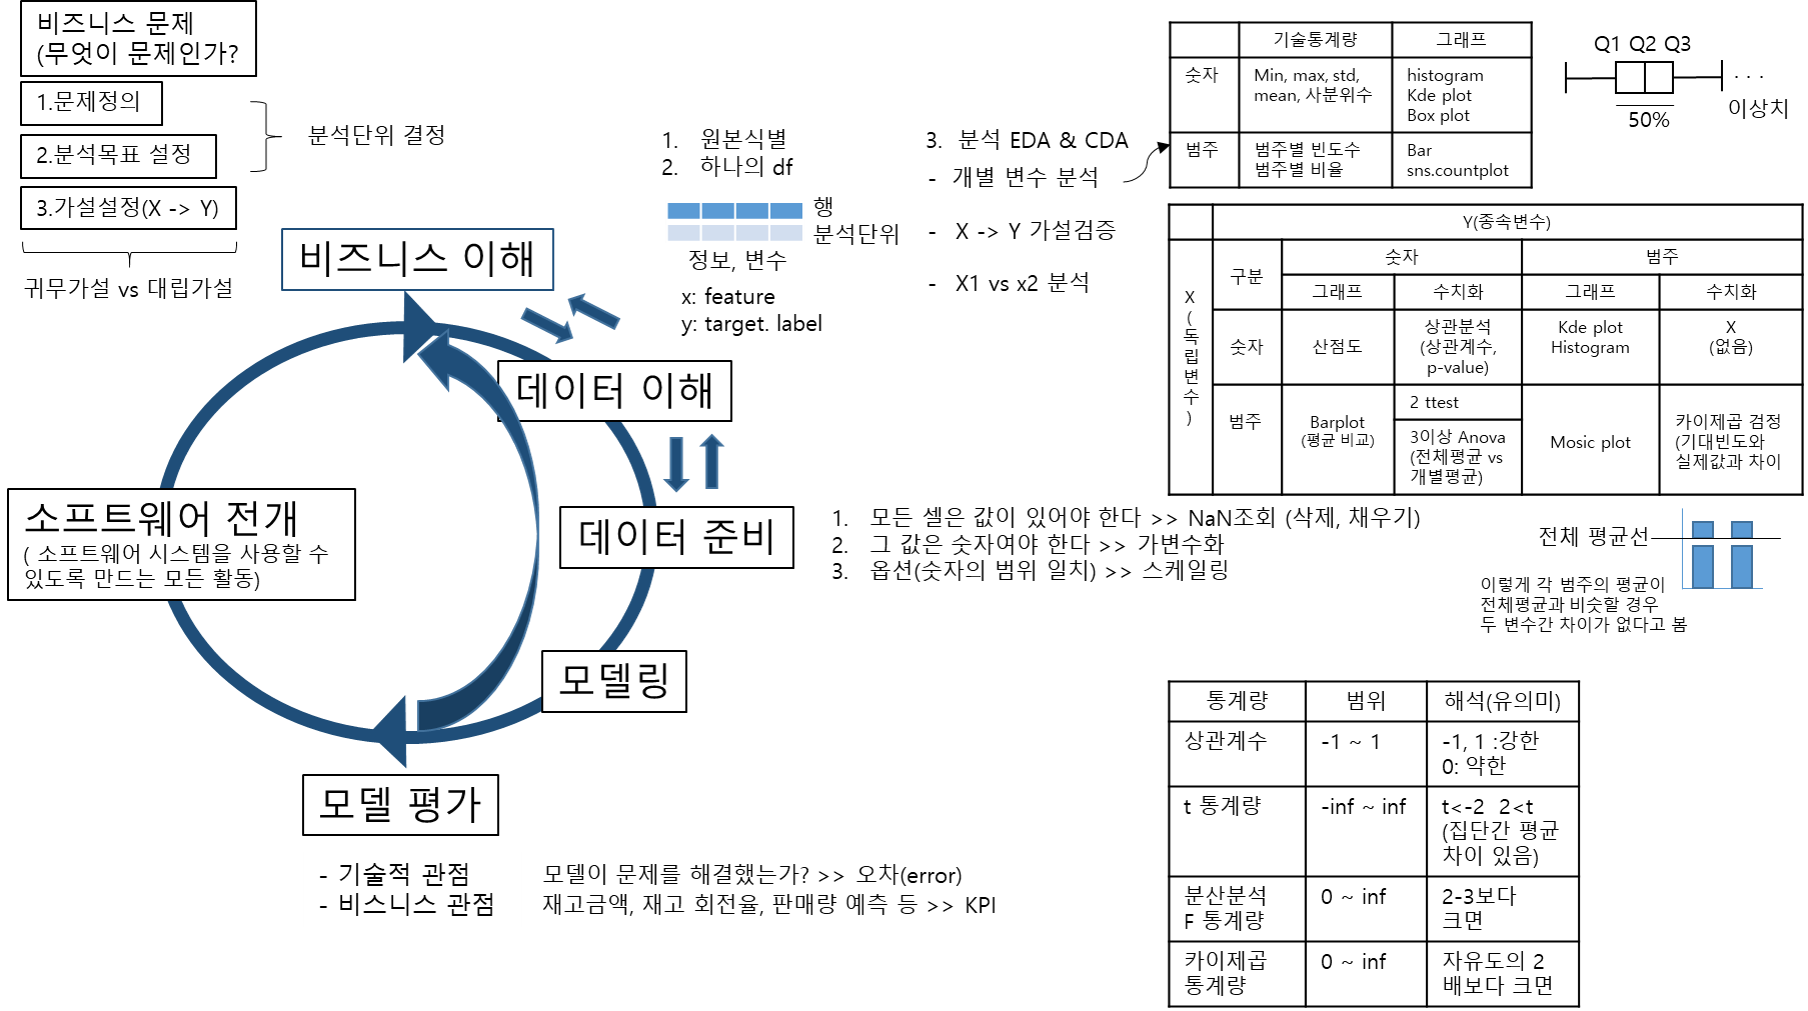 비즈니스 문제
(무엇이 문제인가?
1.문제정의
2.분석목표 설정
3.가설설정(X -> Y)
분석단위 결정
귀무가설 vs 대립가설
비즈니스 이해
1. 원본식별
2. 하나의 df
행
분석단위
정보, 변수
x: feature
y: target. label
데이터 이해
3. 분석 EDA & CDA
- 개별 변수 분석
- X -> Y 가설검증
- X1 vs x2 분석
기술통계량
그래프
숫자
Min, max, std,
mean, 사분위수
histogram
Kde plot
Box plot
범주
범주별 빈도수
범주별 비율
Bar
sns.countplot
Q1 Q2 Q3
. . .
50%
이상치
X(독립변수)
Y(종속변수)
구분
숫자
범주
그래프
수치화
그래프
수치화
숫자
산점도
상관분석
(상관계수,
p-value)
Kde plot
Histogram
X
(없음)
범주
Barplot
(평균 비교)
2 ttest
3이상 Anova
(전체평균 vs
개별평균)
Mosic plot
카이제곱 검정
(기대빈도와
실제값과 차이
데이터 준비
1. 모든 셀은 값이 있어야 한다 >> NaN조회 (삭제, 채우기)
2. 그 값은 숫자여야 한다 >> 가변수화
3. 옵션(숫자의 범위 일치) >> 스케일링
전체 평균선
이렇게 각 범주의 평균이
전체평균과 비슷할 경우
두 변수간 차이가 없다고 봄
소프트웨어 전개
( 소프트웨어 시스템을 사용할 수
있도록 만드는 모든 활동)
모델링
모델 평가
- 기술적 관점 모델이 문제를 해결했는가? >> 오차(error)
- 비스니스 관점 재고금액, 재고 회전율, 판매량 예측 등 >> KPI
통계량
범위
해석(유의미)
상관계수
-1 ~ 1
-1, 1 :강한
0: 약한
t 통계량
-inf ~ inf
t<-2 2<t
(집단간 평균
차이 있음)
분산분석
F 통계량
0 ~ inf
2-3보다
크면
카이제곱
통계량
0 ~ inf
자유도의 2
배보다 크면